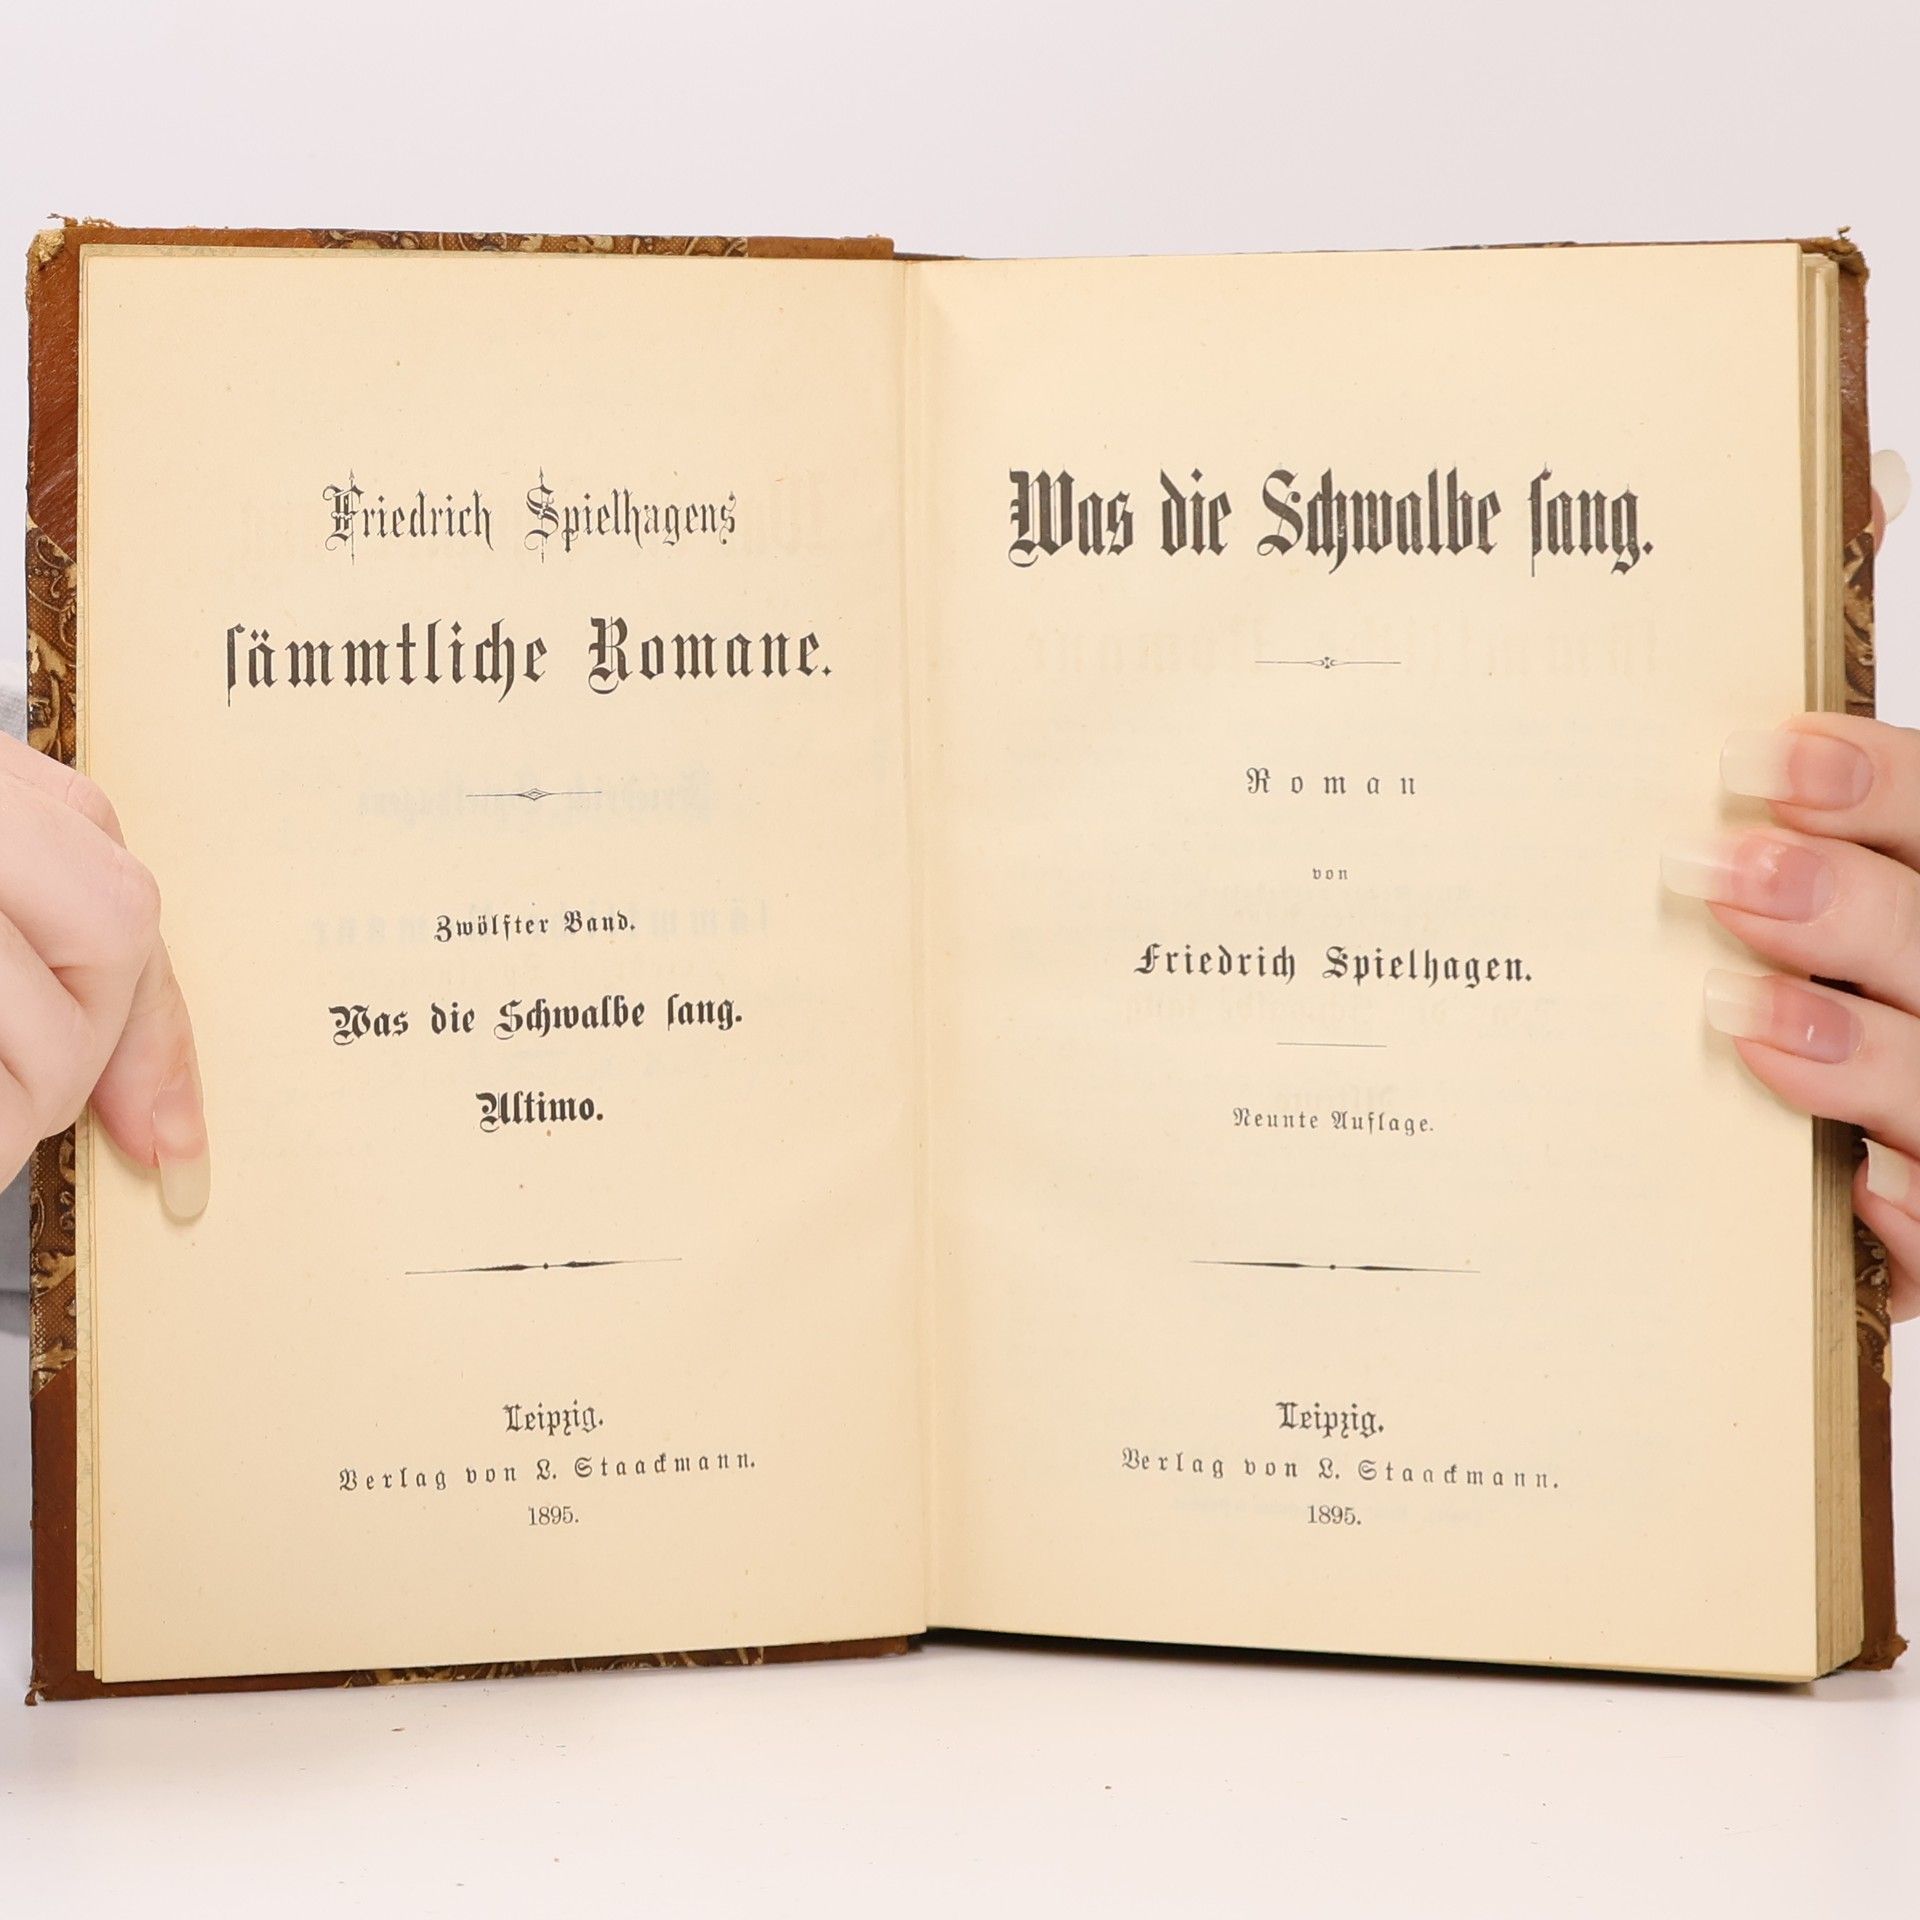 Friedrich Spielhagens
ſämmtliche Romane.
Zwölfter Band.
Was die Schwalbe ſang.
Ultimo.
Leipzig.
Verlag von L. Staackmann.
1895.
Was die Schwalbe ſang.
Roman
von
Friedrich Spielhagen.
Neunte Auflage.
Leipzig.
Verlag von L. Staackmann.
1895.